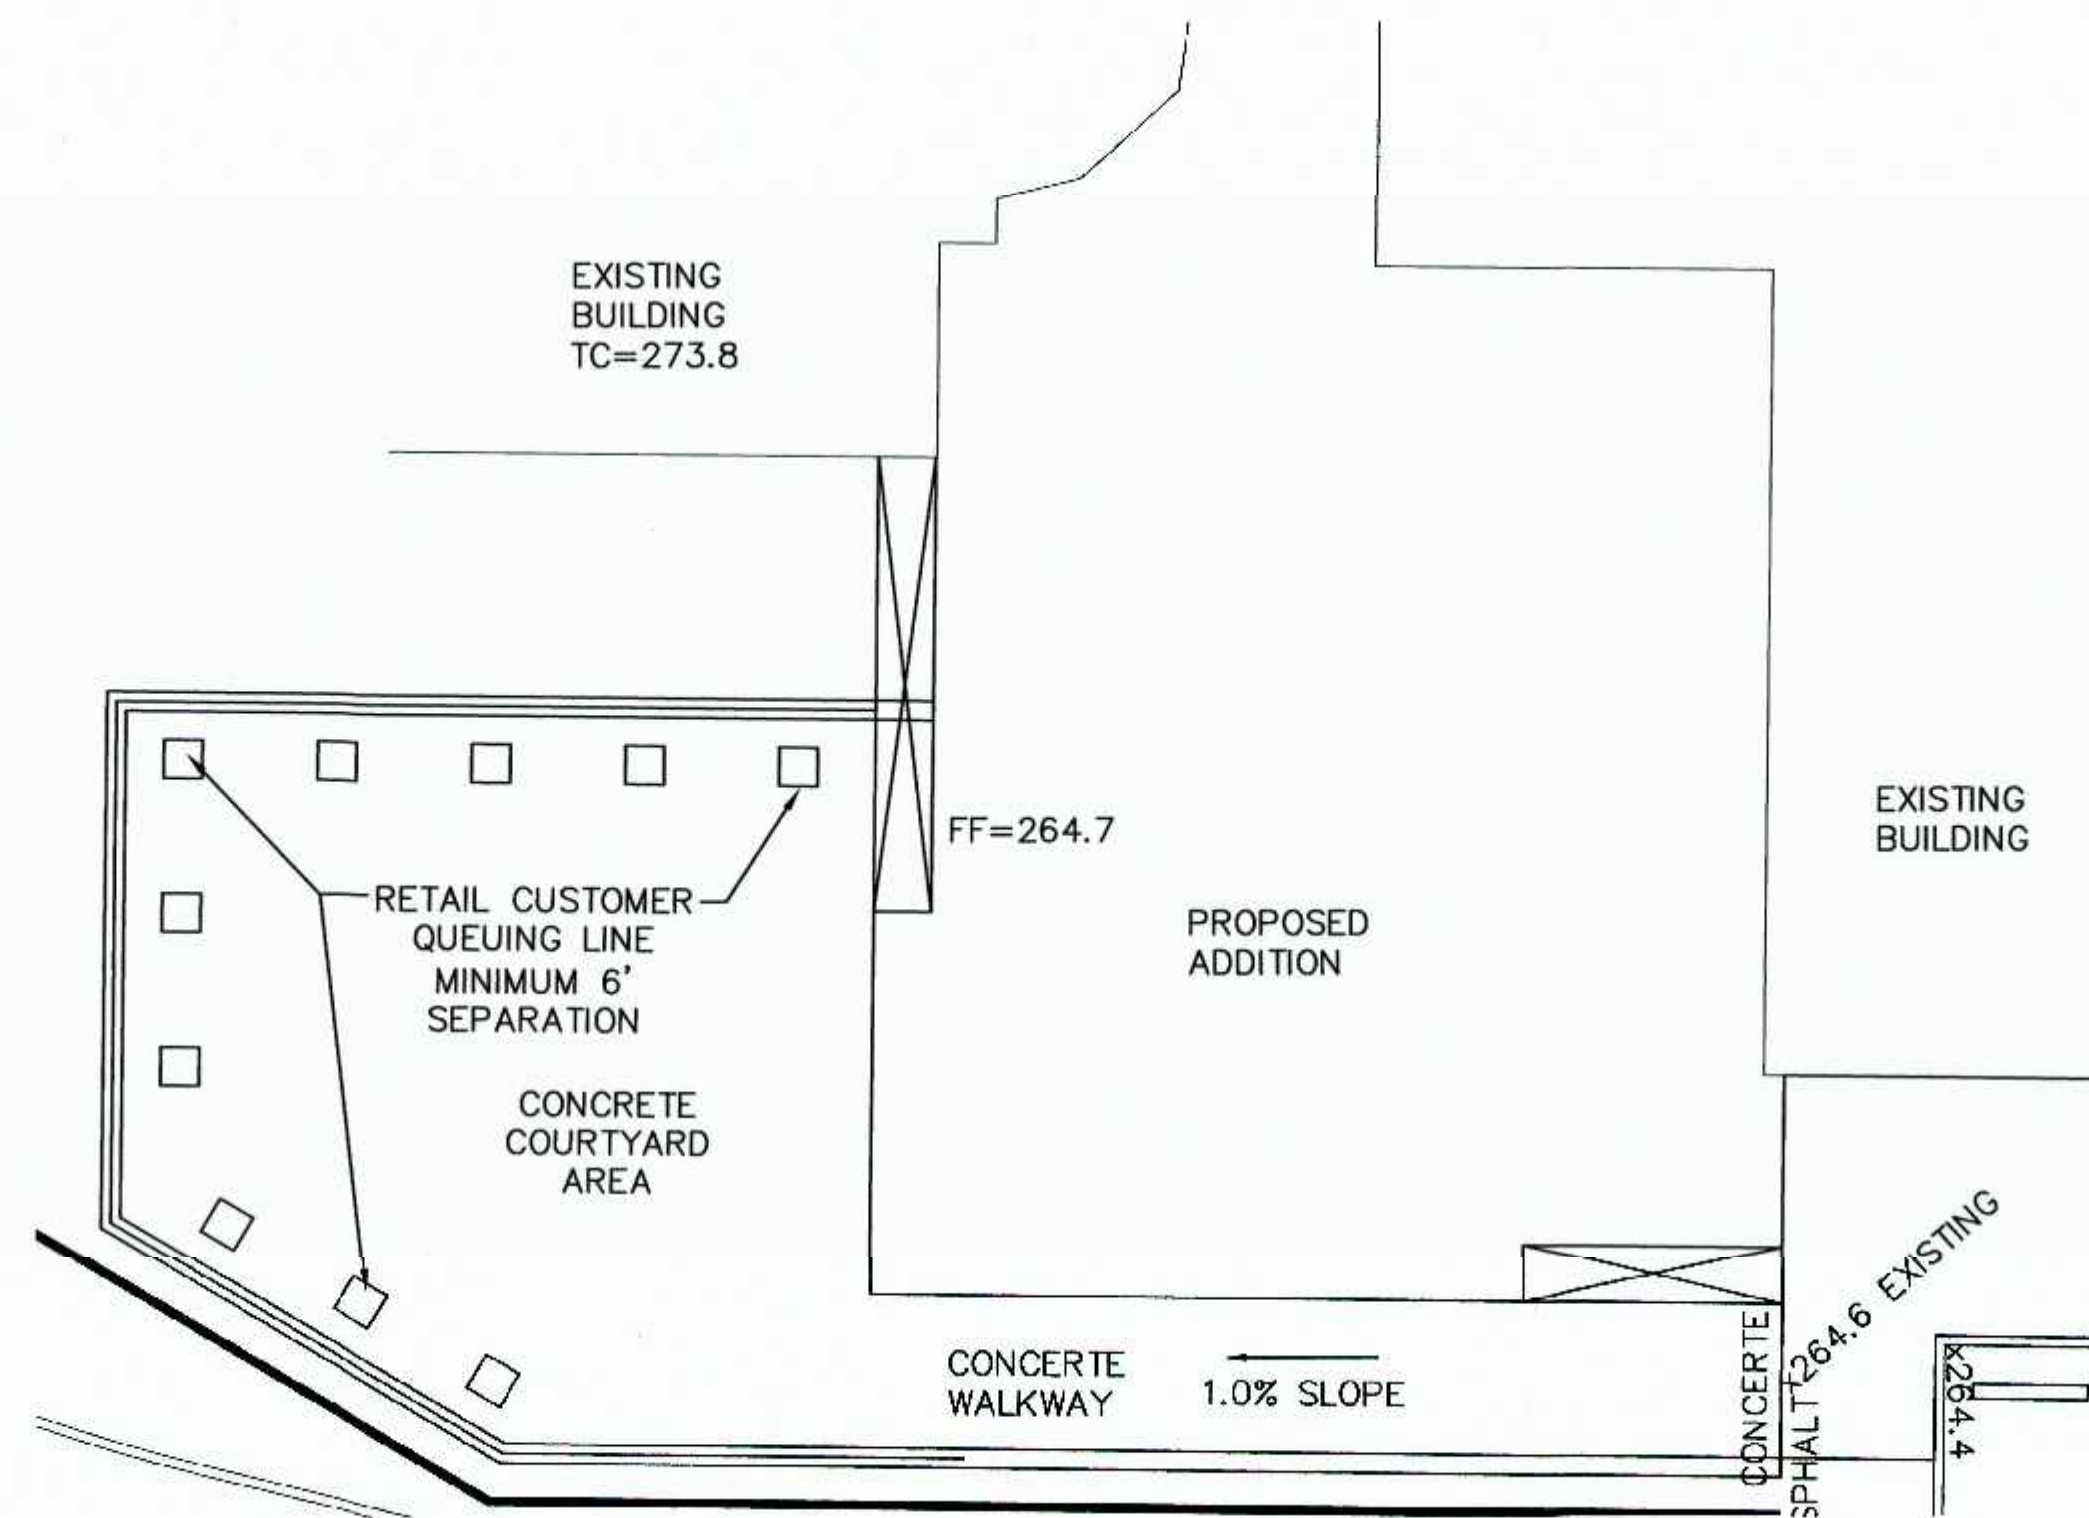 EXISTING
BUILDING
TC=273.8
FF=264.7
EXISTING
BUILDING
RETAIL CUSTOMER
QUEUING LINE
MINIMUM 6'
SEPARATION
PROPOSED
ADDITION
CONCRETE
COURTYARD
AREA
CONCERTE
WALKWAY
1.0% SLOPE
CONCERTE
SPHALT
264.6 EXISTING
x264.4